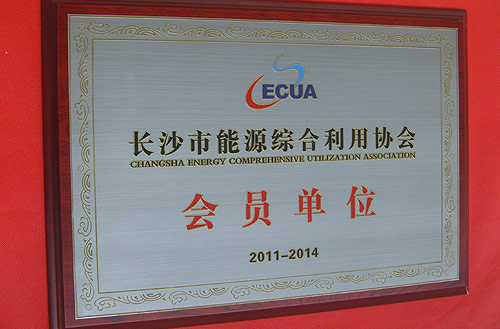 ECUA
长沙市能源综合利用协会
CHANGSHA ENERGY COMPREHENSIVE UTILIZATION ASSOCIATION
会员单位
2011-2014